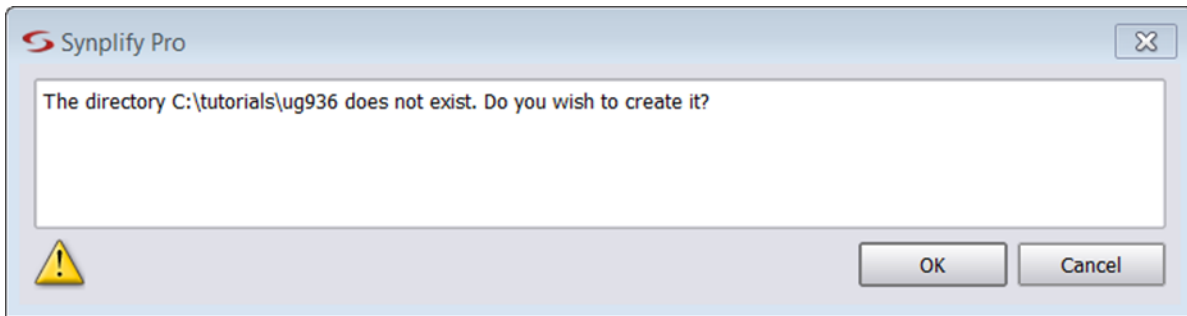 Synplify Pro
The directory C:\tutorials\ug936 does not exist. Do you wish to create it?
OK
Cancel